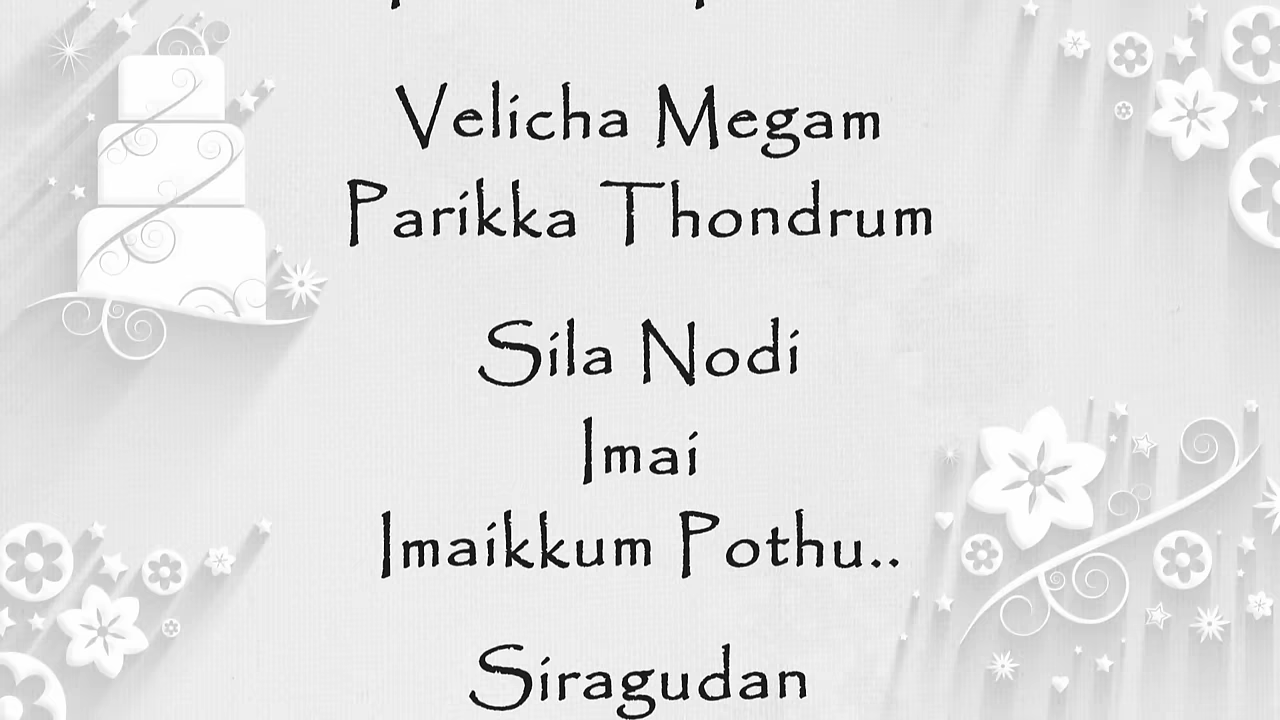 Velicha Megam
Parikka Thondrum
Sila Nodi
Imai
Imaikkum Pothu..
Siragudan